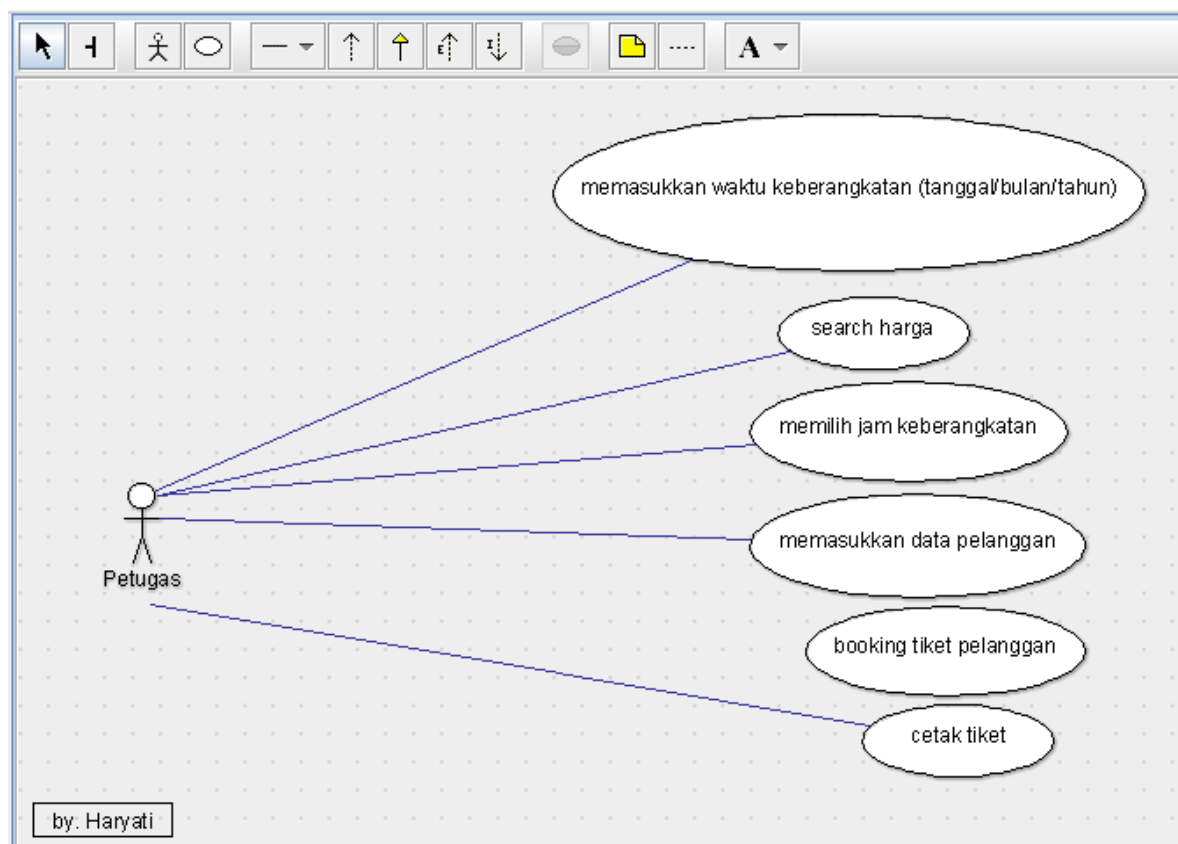 A
memasukkan waktu keberangkatan (tanggal/bulan/tahun)
search harga
memilih jam keberangkatan
memasukkan data pelanggan
Petugas
booking tiket pelanggan
cetak tiket
by. Haryati